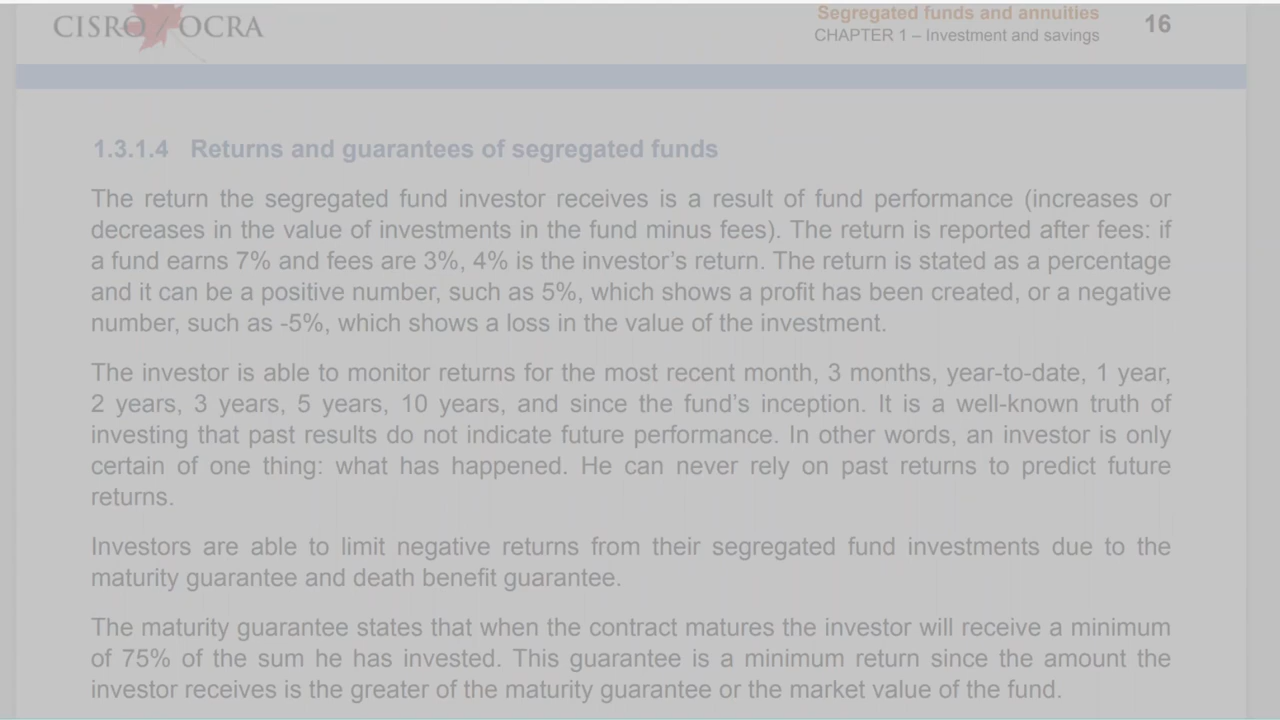 CISRO OCRA
Segregated funds and annuities
CHAPTER 1 – Investment and savings
16
1.3.1.4 Returns and guarantees of segregated funds
The return the segregated fund investor receives is a result of fund performance (increases or
decreases in the value of investments in the fund minus fees). The return is reported after fees: if
a fund earns 7% and fees are 3%, 4% is the investor’s return. The return is stated as a percentage
and it can be a positive number, such as 5%, which shows a profit has been created, or a negative
number, such as -5%, which shows a loss in the value of the investment.
The investor is able to monitor returns for the most recent month, 3 months, year-to-date, 1 year,
2 years, 3 years, 5 years, 10 years, and since the fund’s inception. It is a well-known truth of
investing that past results do not indicate future performance. In other words, an investor is only
certain of one thing: what has happened. He can never rely on past returns to predict future
returns.
Investors are able to limit negative returns from their segregated fund investments due to the
maturity guarantee and death benefit guarantee.
The maturity guarantee states that when the contract matures the investor will receive a minimum
of 75% of the sum he has invested. This guarantee is a minimum return since the amount the
investor receives is the greater of the maturity guarantee or the market value of the fund.